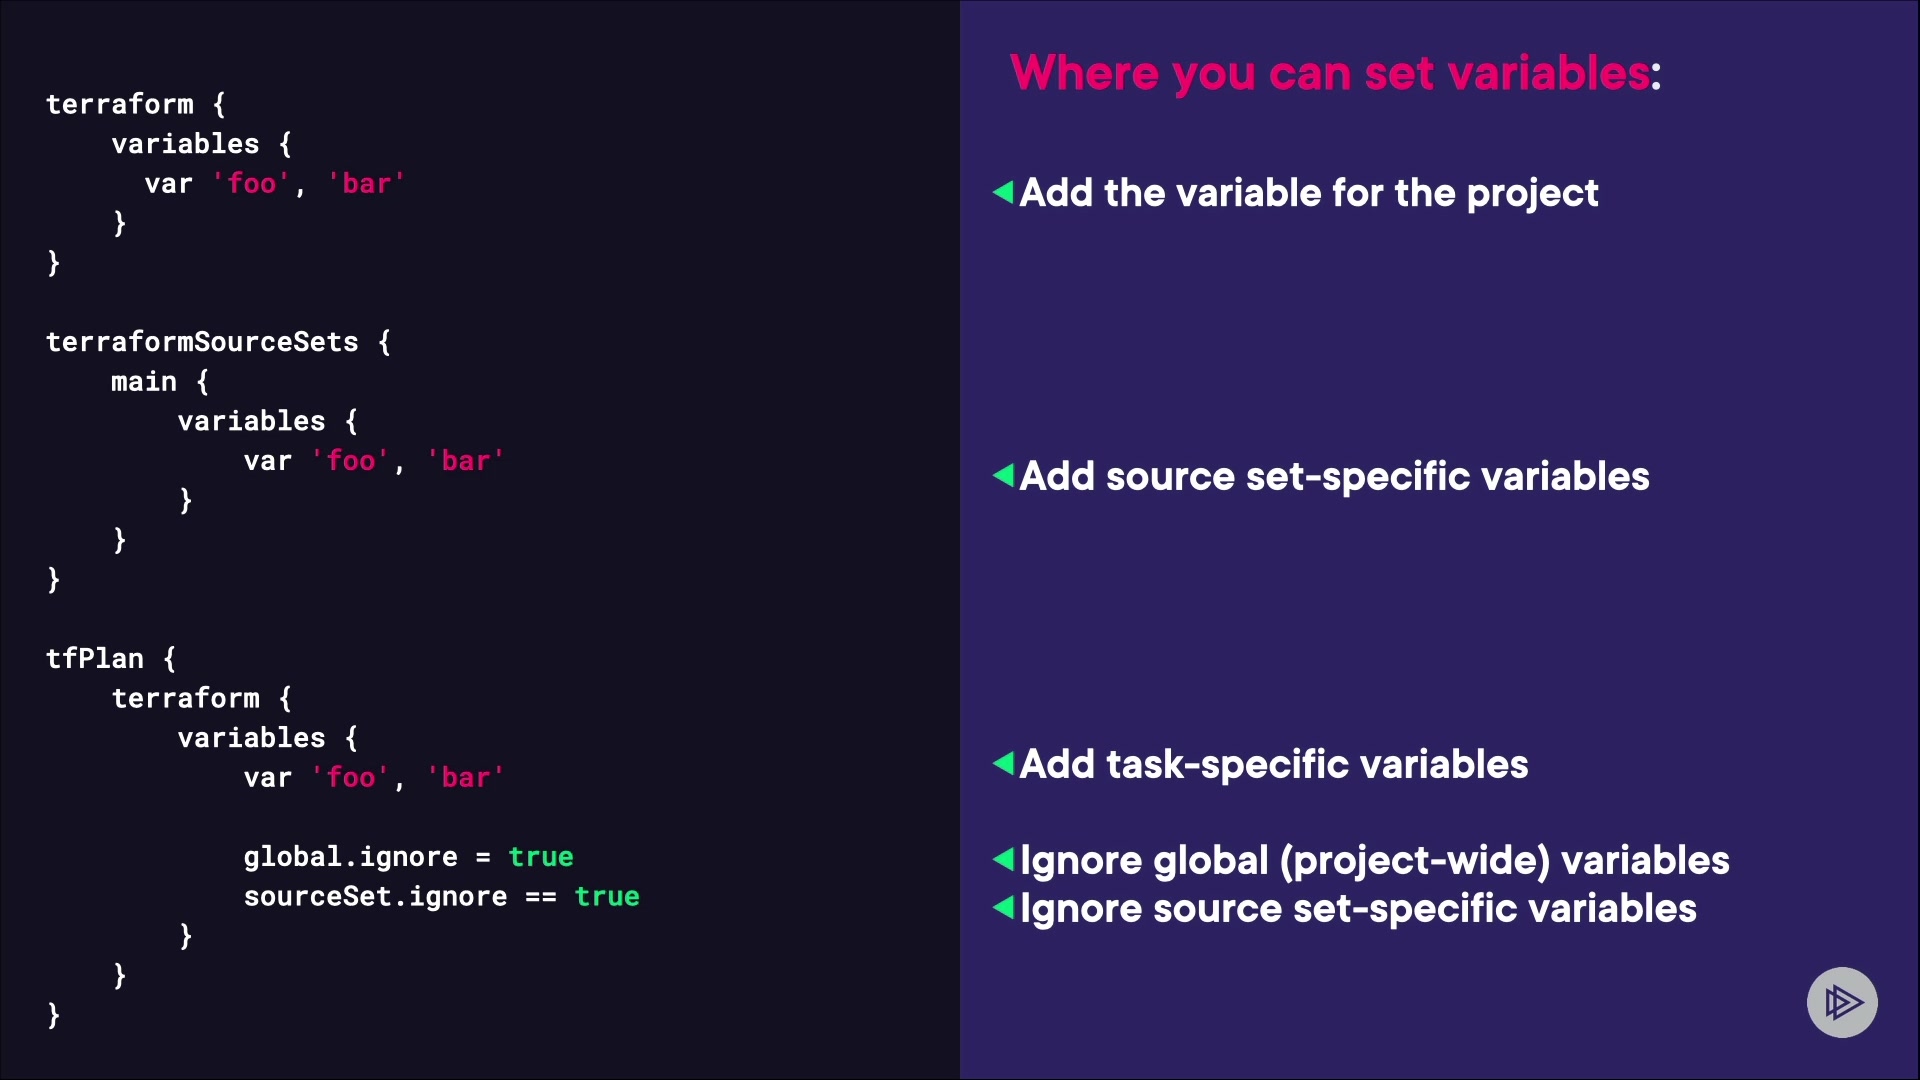 terraform {
variables {
var 'foo', 'bar'
}
}
terraformSourceSets {
main {
variables {
var 'foo', 'bar'
}
}
}
tfPlan {
terraform {
variables {
var 'foo', 'bar'
global.ignore = true
sourceSet.ignore == true
}
}
}
Where you can set variables:
Add the variable for the project
Add source set-specific variables
Add task-specific variables
Ignore global (project-wide) variables
Ignore source set-specific variables